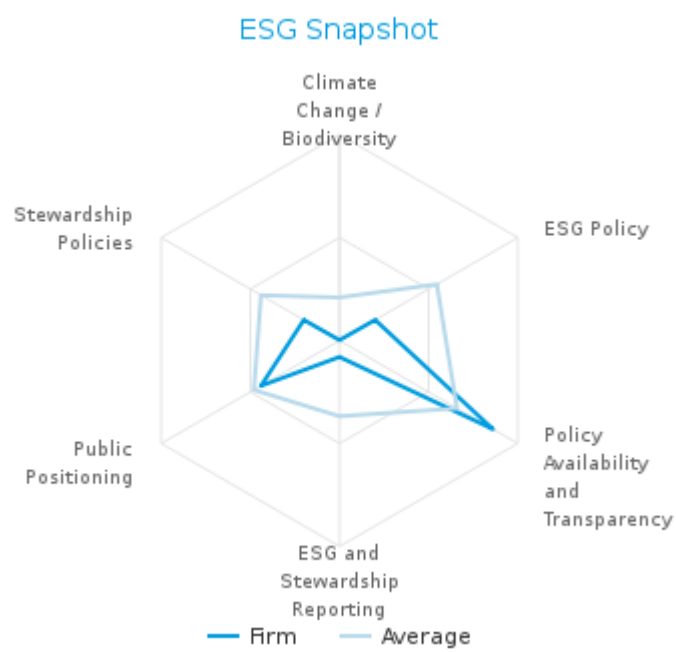 ESG Snapshot
Climate
Change /
Biodiversity
ESG Policy
Policy
Availability
and
Transparency
ESG and
Stewardship
Reporting
Public
Positioning
Stewardship
Policies
Firm
Average